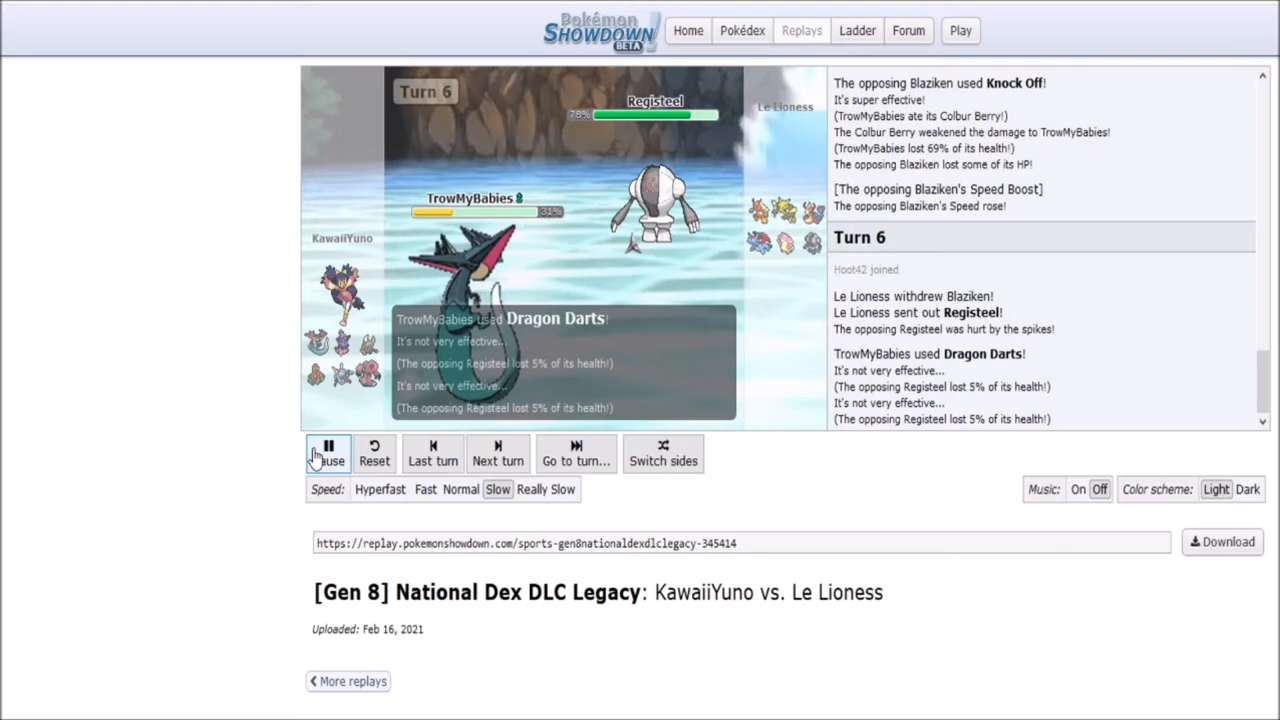 Pokémon
SHOWDOWN!
BETA
Home
Pokédex
Replays
Ladder
Forum
Play
Turn 6
Registeel
78%
TrowMyBabies
31%
KawaiiYuno
Le Lioness
TrowMyBabies used Dragon Darts!
It's not very effective...
(The opposing Registeel lost 5% of its health!)
It's not very effective...
(The opposing Registeel lost 5% of its health!)
The opposing Blaziken used Knock Off!
It's super effective!
(TrowMyBabies ate its Colbur Berry!)
The Colbur Berry weakened the damage to TrowMyBabies!
(TrowMyBabies lost 69% of its health!)
The opposing Blaziken lost some of its HP!
[The opposing Blaziken's Speed Boost]
The opposing Blaziken's Speed rose!
Turn 6
Hoot42 joined
Le Lioness withdrew Blaziken!
Le Lioness sent out Registeel!
The opposing Registeel was hurt by the spikes!
TrowMyBabies used Dragon Darts!
It's not very effective...
(The opposing Registeel lost 5% of its health!)
It's not very effective...
(The opposing Registeel lost 5% of its health!)
ause
Reset
Last turn
Next turn
Go to turn...
Switch sides
Speed: Hyperfast Fast Normal Slow Really Slow
Music: On Off
Color scheme: Light Dark
https://replay.pokemonshowdown.com/sports-gen8nationaldexdlclegacy-345414
Download
[Gen 8] National Dex DLC Legacy: KawaiiYuno vs. Le Lioness
Uploaded: Feb 16, 2021
More replays